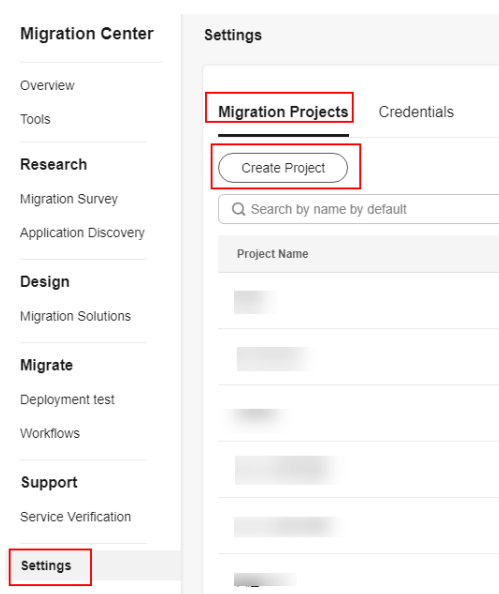 Migration Center
Overview
Tools
Research
Migration Survey
Application Discovery
Design
Migration Solutions
Migrate
Deployment test
Workflows
Support
Service Verification
Settings
Settings
Migration Projects
Credentials
Create Project
Search by name by default
Project Name